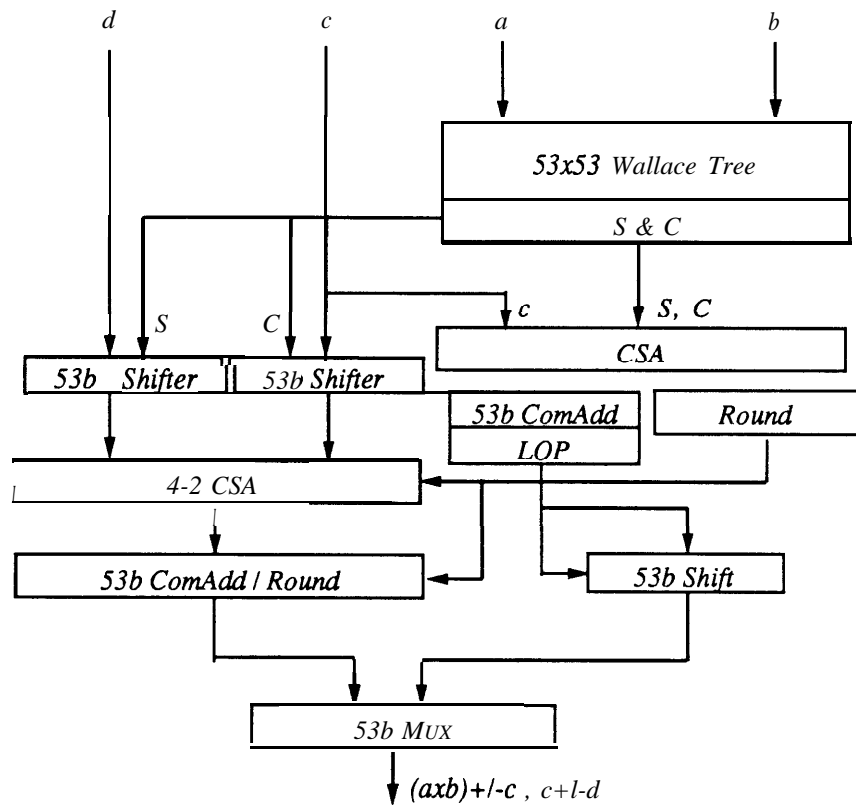 d c a b
53x53 Wallace Tree
S & C
S C c S, C
CSA
53b Shifter 53b Shifter
53b ComAdd Round
LOP
4-2 CSA
53b ComAdd / Round 53b Shift
53b MUX
(axb)+/-c , c+l-d